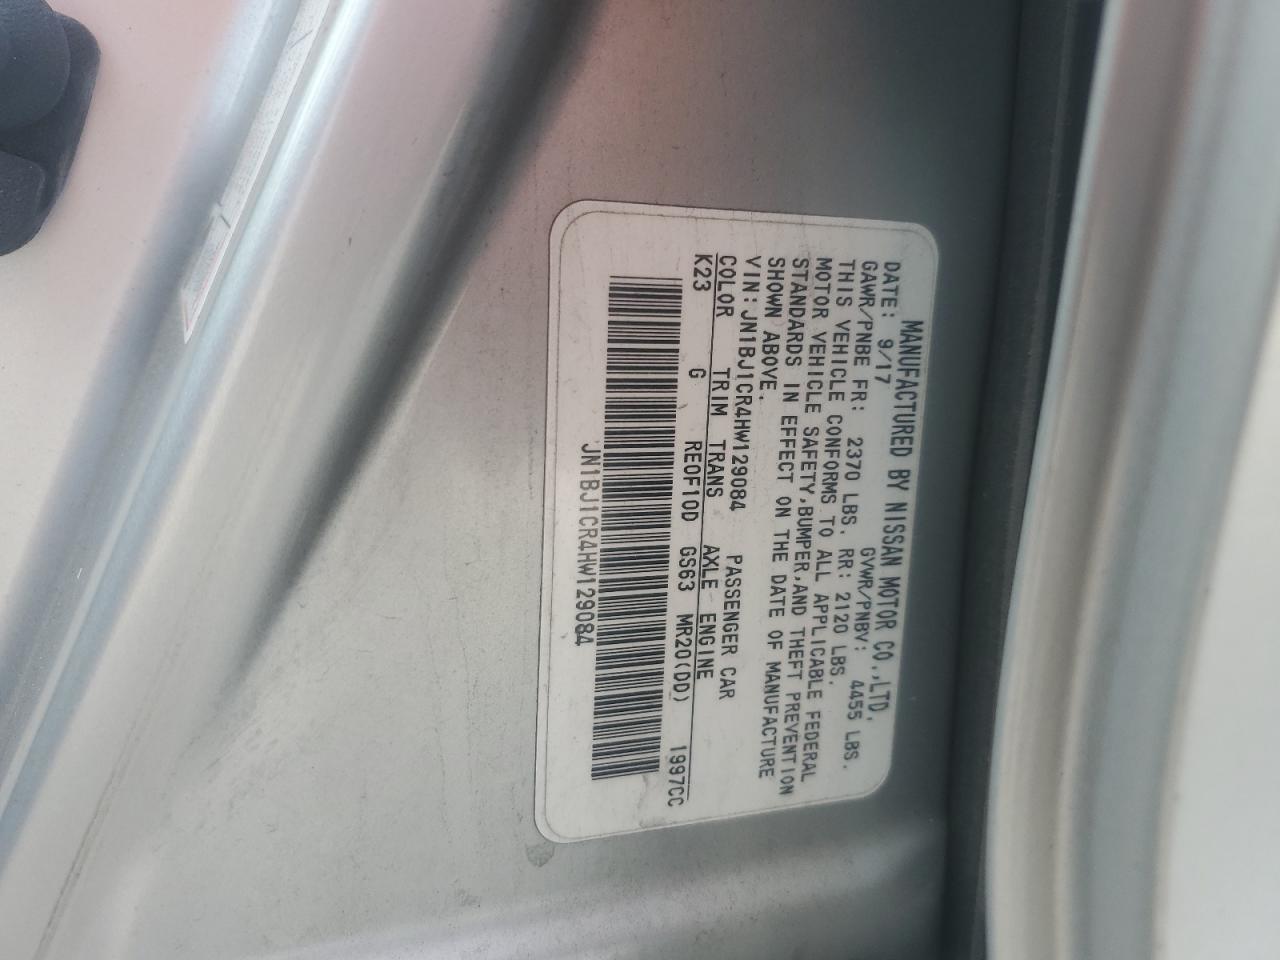 MANUFACTURED BY NISSAN MOTOR CO.,LTD.
DATE: 9/17 GVWR/PNBV: 4455 LBS.
GAWR/PNBE FR: 2370 LBS. RR: 2120 LBS.
THIS VEHICLE CONFORMS TO ALL APPLICABLE FEDERAL
MOTOR VEHICLE SAFETY,BUMPER,AND THEFT PREVENTION
STANDARDS IN EFFECT ON THE DATE OF MANUFACTURE
SHOWN ABOVE.
VIN:JN1BJ1CR4HW129084 PASSENGER CAR
COLOR TRIM TRANS AXLE ENGINE
K23 G RE0F10D GS63 MR20(DD) 1997CC
JN1BJ1CR4HW129084